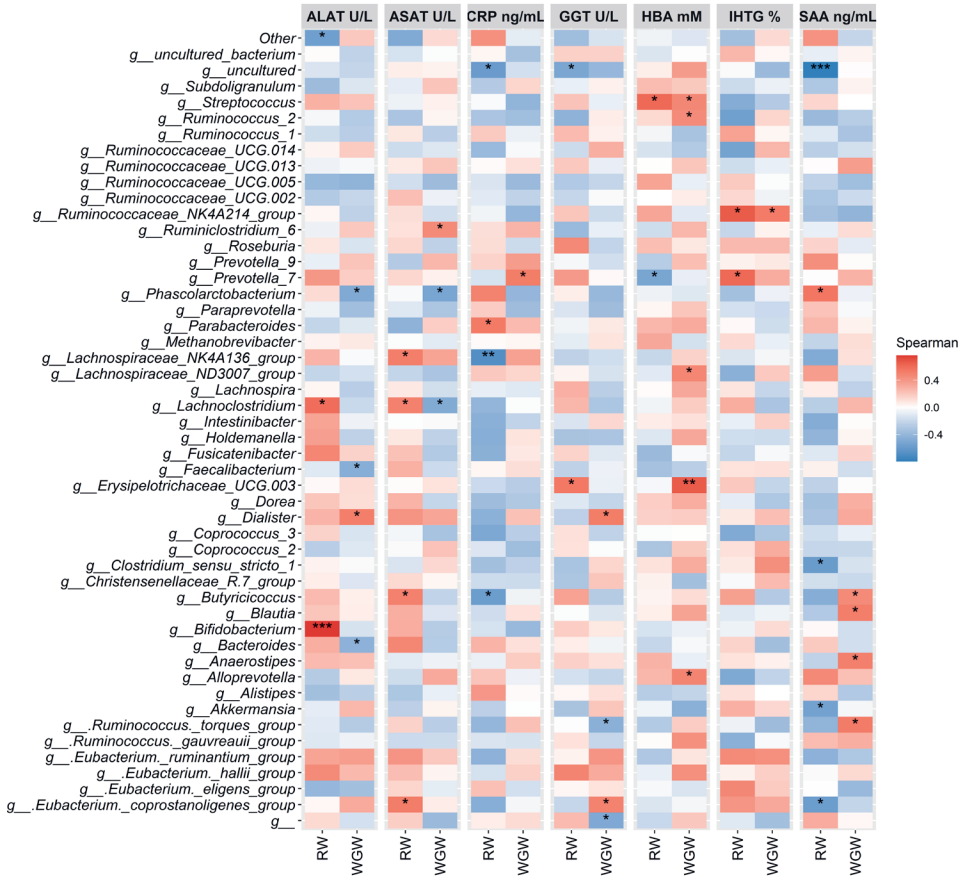 ALAT U/L ASAT U/L CRP ng/mL GGT U/L HBA mM IHTG % SAA ng/mL
Other *
g__uncultured_bacterium
g__uncultured * * ***
g__Subdoligranulum
g__Streptococcus * *
g__Ruminococcus_2 *
g__Ruminococcus_1
g__Ruminococcaceae_UCG.014
g__Ruminococcaceae_UCG.013
g__Ruminococcaceae_UCG.005
g__Ruminococcaceae_UCG.002
g__Ruminococcaceae_NK4A214_group * *
g__Ruminiclostridium_6 *
g__Roseburia
g__Prevotella_9
g__Prevotella_7 * * *
g__Phascolarctobacterium * * *
g__Paraprevotella
g__Parabacteroides *
g__Methanobrevibacter
g__Lachnospiraceae_NK4A136_group * **
g__Lachnospiraceae_ND3007_group *
g__Lachnospira
g__Lachnoclostridium * * *
g__Intestinibacter
g__Holdemanella
g__Fusicatenibacter
g__Faecalibacterium *
g__Erysipelotrichaceae_UCG.003 * **
g__Dorea
g__Dialister * *
g__Coprococcus_3
g__Coprococcus_2
g__Clostridium_sensu_stricto_1 *
g__Christensenellaceae_R.7_group
g__Butyricicoccus * * *
g__Blautia *
g__Bifidobacterium ***
g__Bacteroides *
g__Anaerostipes *
g__Alloprevotella *
g__Alistipes
g__Akkermansia *
g__.Ruminococcus._torques_group * *
g__.Ruminococcus._gauvreauii_group
g__.Eubacterium._ruminantium_group
g__.Eubacterium._hallii_group
g__.Eubacterium._eligens_group
g__.Eubacterium._coprostanoligenes_group * * *
g__ *
RW WGW RW WGW RW WGW RW WGW RW WGW RW WGW RW WGW
Spearman
0.4
0.0
-0.4